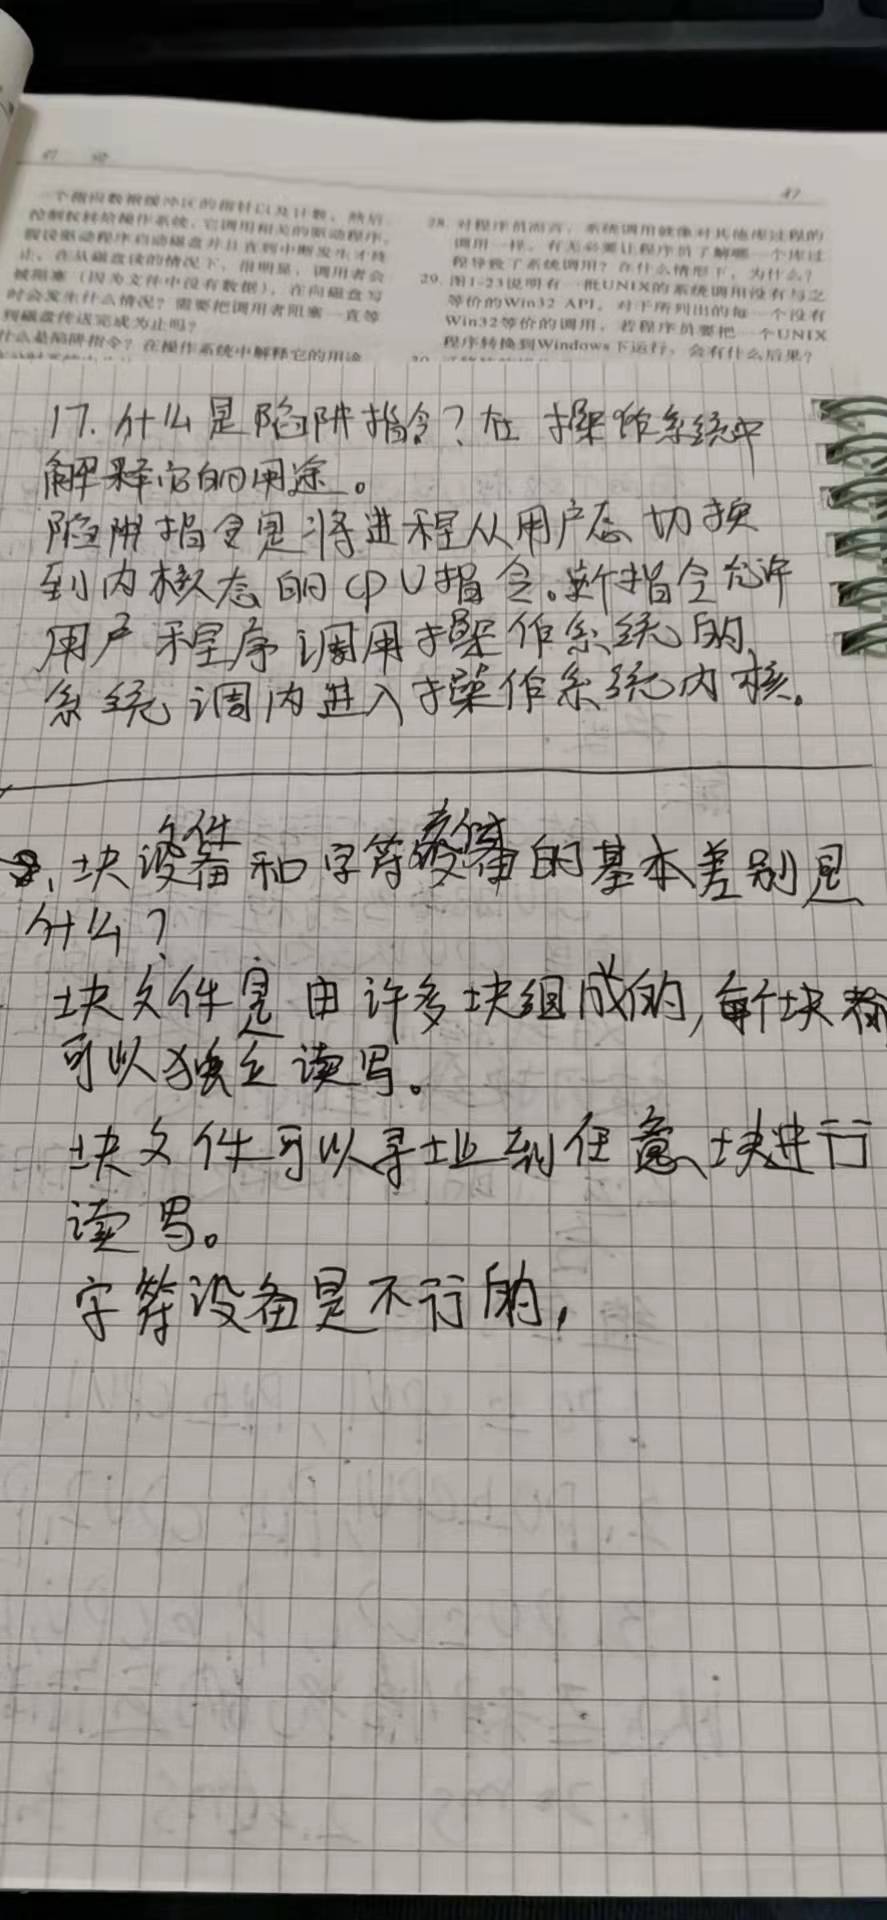 47
一个指向数据缓冲区的指针以及计数，然后
控制权转给操作系统，它调用相关的驱动程序。
假设驱动程序启动磁盘并且直到中断发生才终
止。在从磁盘读的情况下，很明显，调用者会
被阻塞（因为文件中没有数据）。在向磁盘写
时会发生什么情况？需要把调用者阻塞一直等
到磁盘传送完成为止吗？
什么是陷阱指令？在操作系统中解释它的用途
28. 对程序员而言，系统调用就像对其他库过程的
调用一样。有无必要让程序员了解哪一个库过
程导致了系统调用？在什么情形下，为什么？
29. 图1-23说明有一批UNIX的系统调用没有与之
等价的Win32 API。对于所列出的每一个没有
Win32等价的调用，若程序员要把一个UNIX
程序转换到Windows下运行，会有什么后果？
17. 什么是陷阱指令？在操作系统中
解释它的用途。
陷阱指令是将进程从用户态切换
到内核态的CPU指令。新指令允许
用户程序调用操作系统的
系统调内进入操作系统内核。
文件
块设备和字符设备的基本差别是
什么？
块文件是由许多块组成的，每个块都
可以独立读写。
块文件可以寻址到任意块进行
读写。
字符设备是不行的，